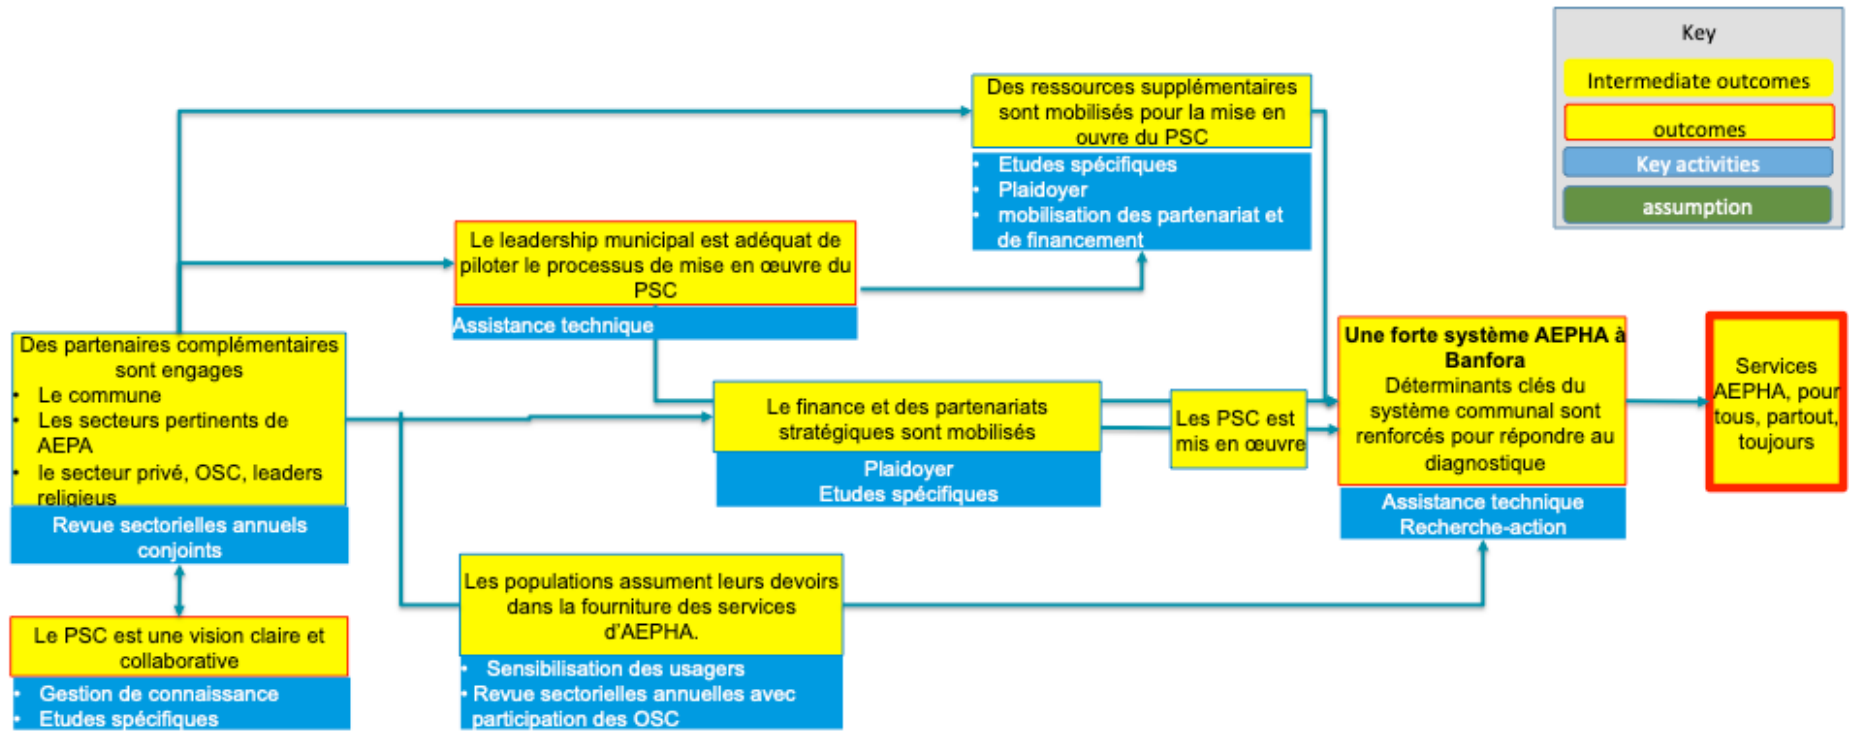 Key
Intermediate outcomes
outcomes
Key activities
assumption
Des ressources supplémentaires
sont mobilisés pour la mise en
ouvre du PSC
• Etudes spécifiques
• Plaidoyer
• mobilisation des partenariat et
de financement
Le leadership municipal est adéquat de
piloter le processus de mise en œuvre du
PSC
Assistance technique
Des partenaires complémentaires
sont engages
• Le commune
• Les secteurs pertinents de
AEPA
• le secteur privé, OSC, leaders
religieus
Revue sectorielles annuels
conjoints
Le PSC est une vision claire et
collaborative
• Gestion de connaissance
• Etudes spécifiques
Le finance et des partenariats
stratégiques sont mobilisés
Plaidoyer
Etudes spécifiques
Les populations assument leurs devoirs
dans la fourniture des services
d'AEPHA.
• Sensibilisation des usagers
• Revue sectorielles annuelles avec
participation des OSC
Les PSC est
mis en œuvre
Une forte système AEPHA à
Banfora
Déterminants clés du
système communal sont
renforcés pour répondre au
diagnostique
Assistance technique
Recherche-action
Services
AEPHA, pour
tous, partout,
toujours